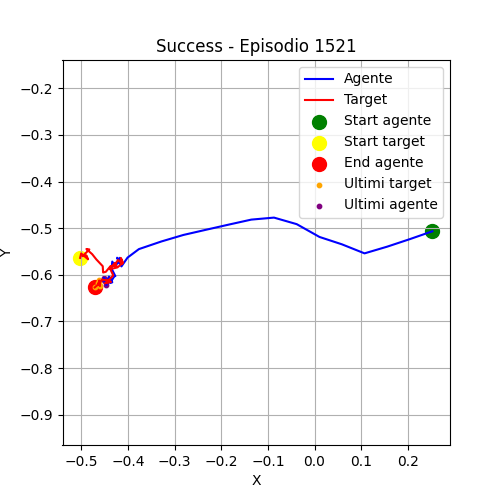 Success - Episodio 1521
Agente
Target
Start agente
Start target
End agente
Ultimi target
Ultimi agente
Y
−0.2
−0.3
−0.4
−0.5
−0.6
−0.7
−0.8
−0.9
−0.5 −0.4 −0.3 −0.2 −0.1 0.0 0.1 0.2
X